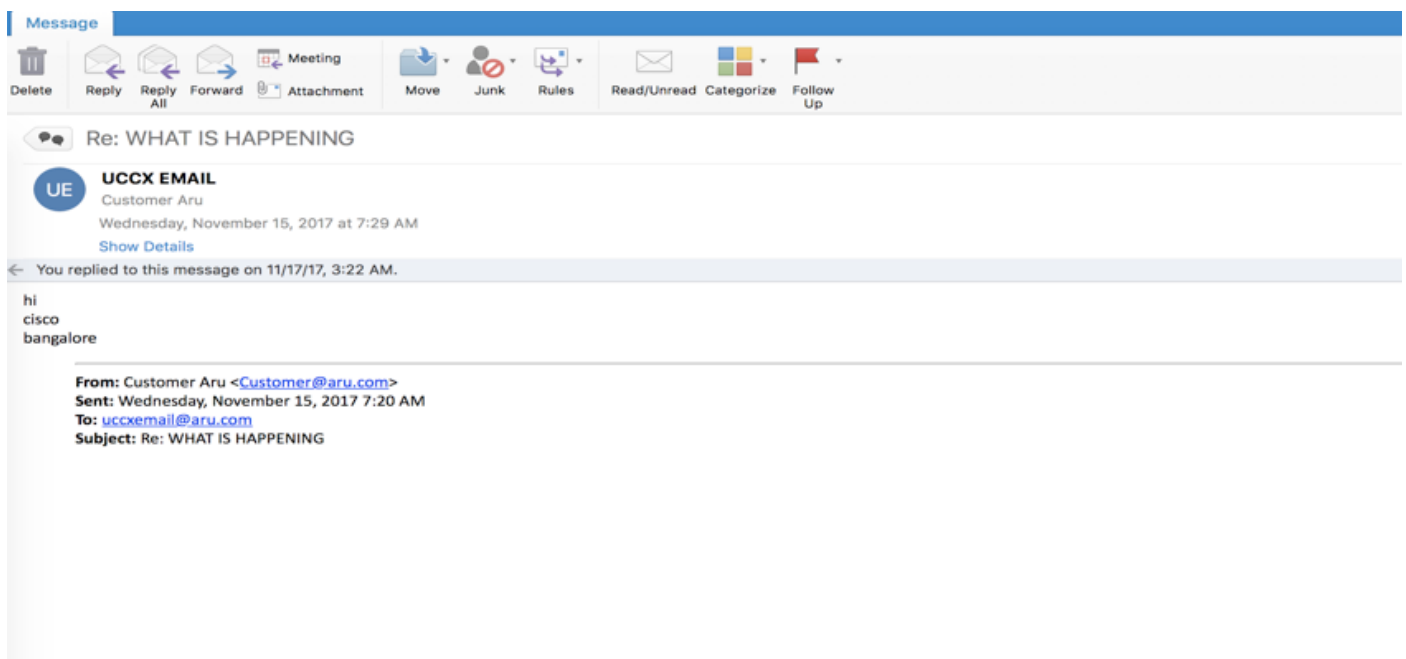 Message
Delete
Reply
Reply All
Forward
Meeting
Attachment
Move
Junk
Rules
Read/Unread
Categorize
Follow Up
Re: WHAT IS HAPPENING
UE
UCCX EMAIL
Customer Aru
Wednesday, November 15, 2017 at 7:29 AM
Show Details
You replied to this message on 11/17/17, 3:22 AM.
hi
cisco
bangalore
From: Customer Aru <Customer@aru.com>
Sent: Wednesday, November 15, 2017 7:20 AM
To: uccxemail@aru.com
Subject: Re: WHAT IS HAPPENING